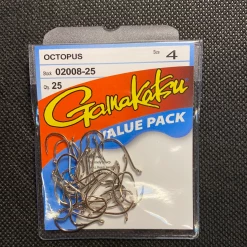 OCTOPUS Size 4
Stock 02008-25
Qty. 25
Gamakatsu
VALUE PACK